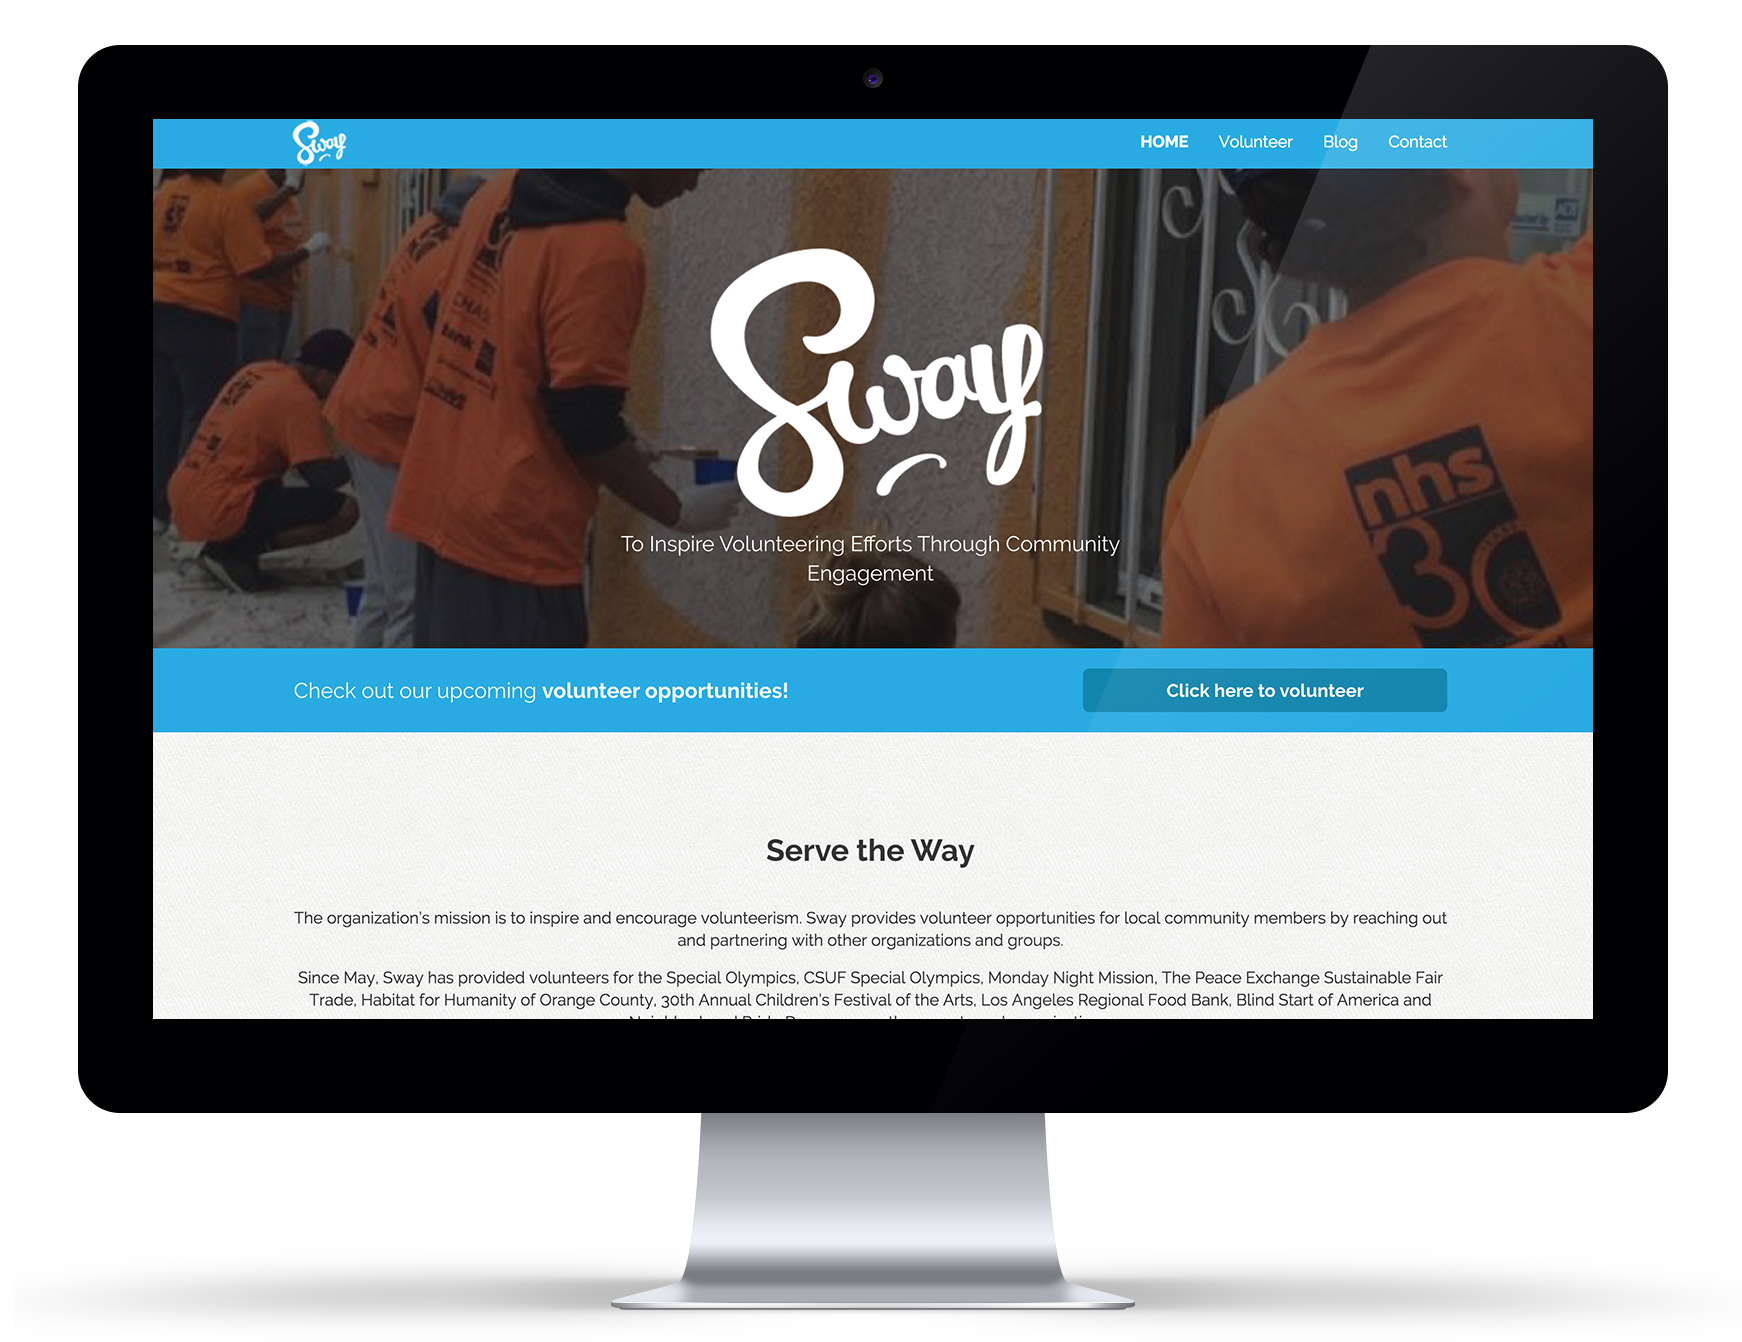 Sway
HOME Volunteer Blog Contact
CHAS
Bank
nhs
30
Sway
To Inspire Volunteering Efforts Through Community
Engagement
Check out our upcoming volunteer opportunities!
Click here to volunteer
Serve the Way
The organization's mission is to inspire and encourage volunteerism. Sway provides volunteer opportunities for local community members by reaching out
and partnering with other organizations and groups.
Since May, Sway has provided volunteers for the Special Olympics, CSUF Special Olympics, Monday Night Mission, The Peace Exchange Sustainable Fair
Trade, Habitat for Humanity of Orange County, 30th Annual Children's Festival of the Arts, Los Angeles Regional Food Bank, Blind Start of America and